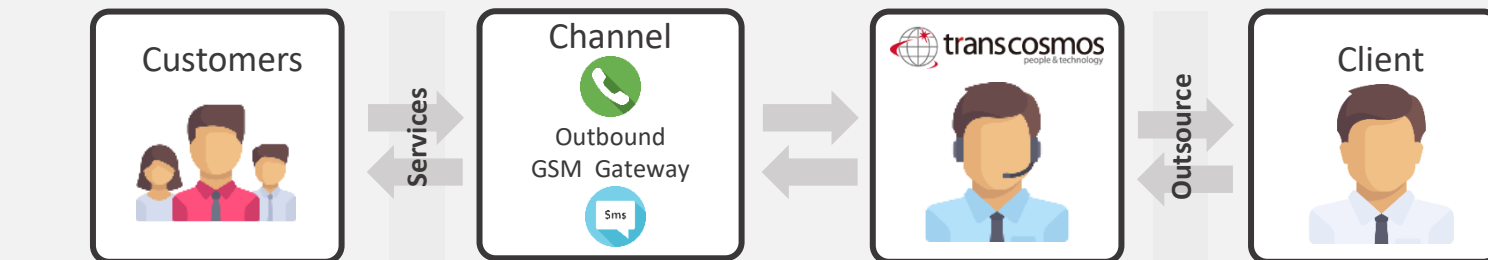 Customers
Services
Channel
Outbound
GSM Gateway
Sms
transcosmos
people & technology
Outsource
Client